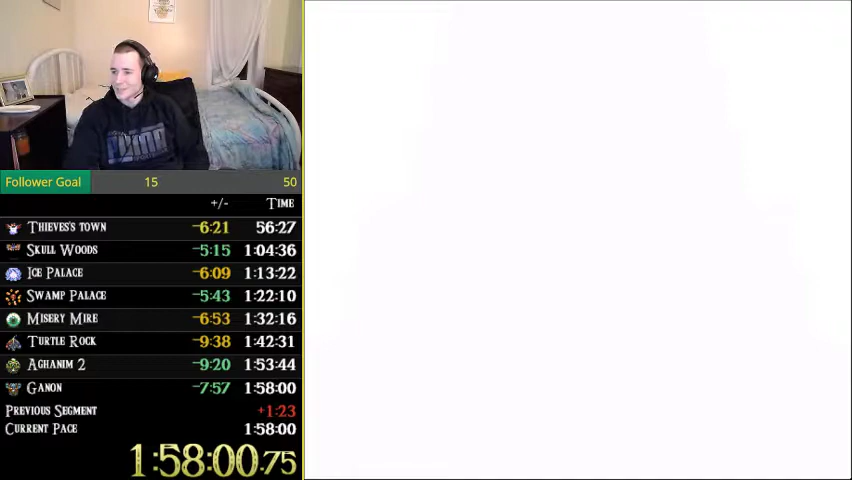 PUMA
Follower Goal 15 50
+/- Time
Thieves's town -6:21 56:27
Skull Woods -5:15 1:04:36
Ice Palace -6:09 1:13:22
Swamp Palace -5:43 1:22:10
Misery Mire -6:53 1:32:16
Turtle Rock -9:38 1:42:31
Aghanim 2 -9:20 1:53:44
Ganon -7:57 1:58:00
Previous Segment +1:23
Current Pace 1:58:00
1:58:00.75